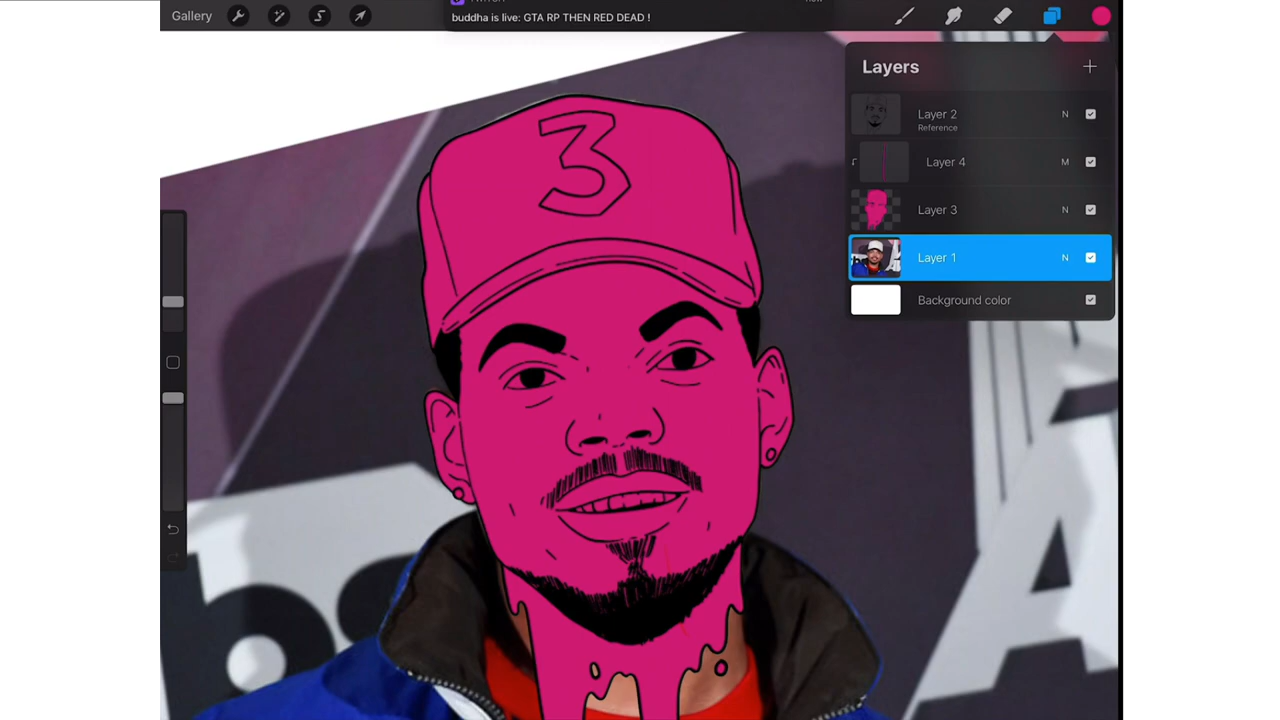 Gallery
buddha is live: GTA RP THEN RED DEAD !
Layers
Layer 2
N
Reference
Layer 4
M
Layer 3
N
Layer 1
N
Background color
3